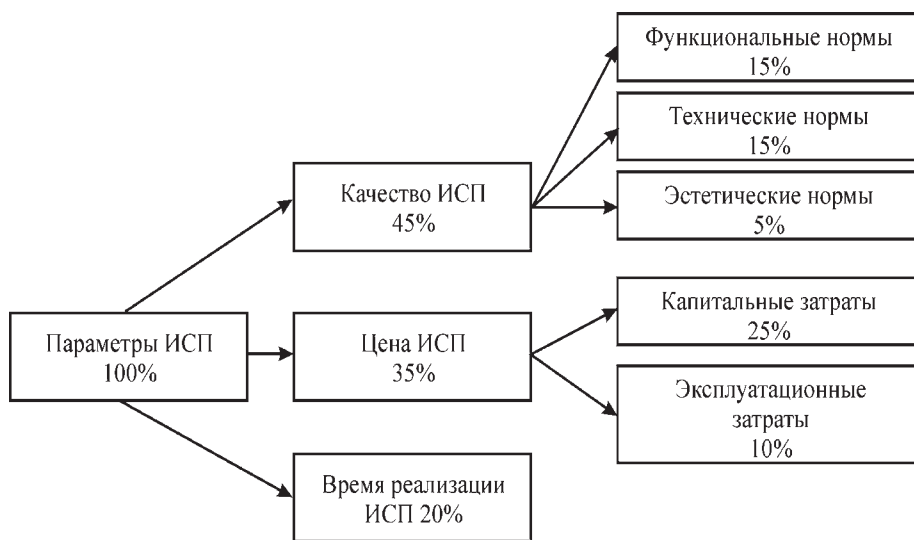 Функциональные нормы
15%
Технические нормы
15%
Эстетические нормы
5%
Качество ИСП
45%
Капитальные затраты
25%
Параметры ИСП
100%
Цена ИСП
35%
Эксплуатационные
затраты
10%
Время реализации
ИСП 20%